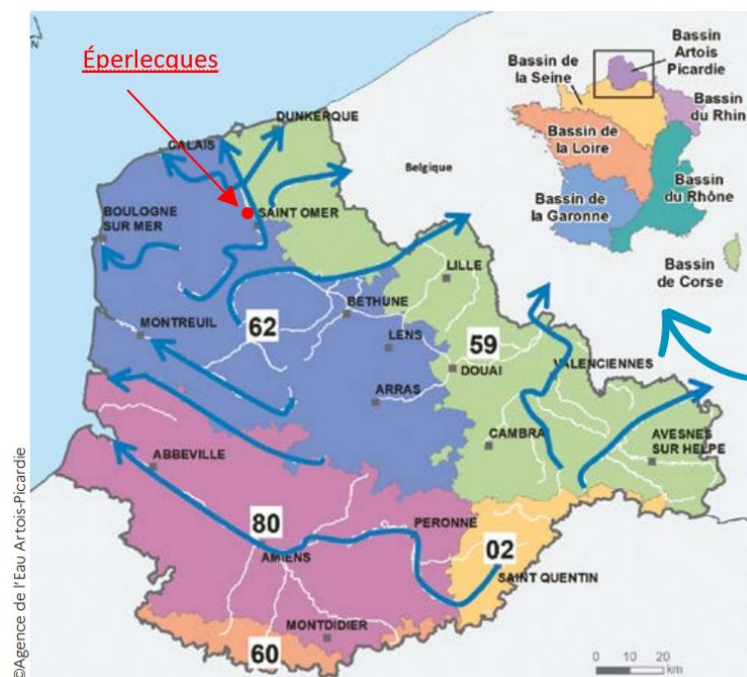 Éperlecques
DUNKERQUE
CALAIS
Belgique
BOULOGNE
SUR MER
SAINT OMER
LILLE
BETHUNE
MONTREUIL
62
LENS
59
DOUAI
VALENCIENNES
ARRAS
CAMBRA
AVESNES
SUR HELPE
ABBEVILLE
80
PERONNE
AMIENS
02
SAINT QUENTIN
MONTDIDIER
60
0 10 20
km
Bassin de
la Seine
Bassin
Artois
Picardie
Bassin
du Rhin
Bassin de
la Loire
Bassin de
la Garonne
Bassin
du Rhône
Bassin
de Corse
©Agence de l'Eau Artois-Picardie